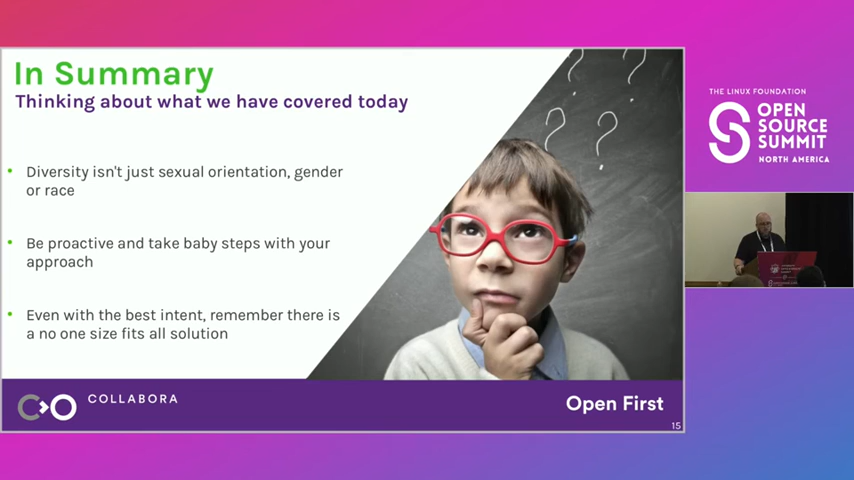 In Summary
Thinking about what we have covered today
• Diversity isn't just sexual orientation, gender
or race
• Be proactive and take baby steps with your
approach
• Even with the best intent, remember there is
a no one size fits all solution
COLLABORA
Open First
15
THE LINUX FOUNDATION
OPEN
SOURCE
SUMMIT
NORTH AMERICA